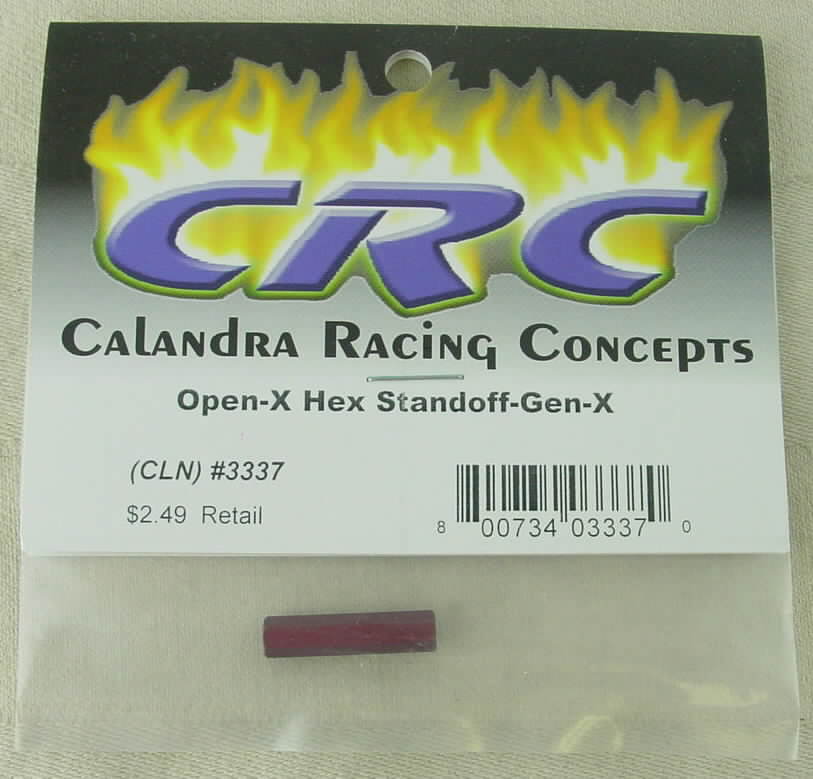 CRC
CALANDRA RACING CONCEPTS
Open-X Hex Standoff-Gen-X
(CLN) #3337
$2.49 Retail
8 00734 03337 0